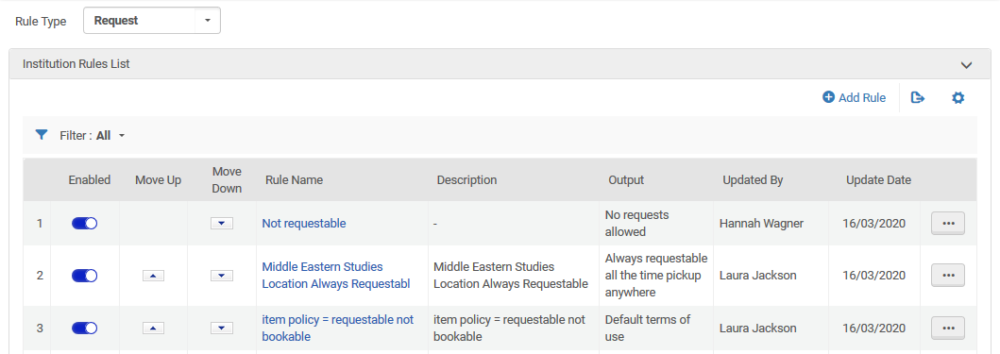 Rule Type Request
Institution Rules List
Add Rule
Filter : All
Enabled Move Up Move Down Rule Name Description Output Updated By Update Date
1 Not requestable - No requests allowed Hannah Wagner 16/03/2020
2 Middle Eastern Studies Location Always Requestabl Middle Eastern Studies Location Always Requestable Always requestable all the time pickup anywhere Laura Jackson 16/03/2020
3 item policy = requestable not bookable item policy = requestable not bookable Default terms of use Laura Jackson 16/03/2020